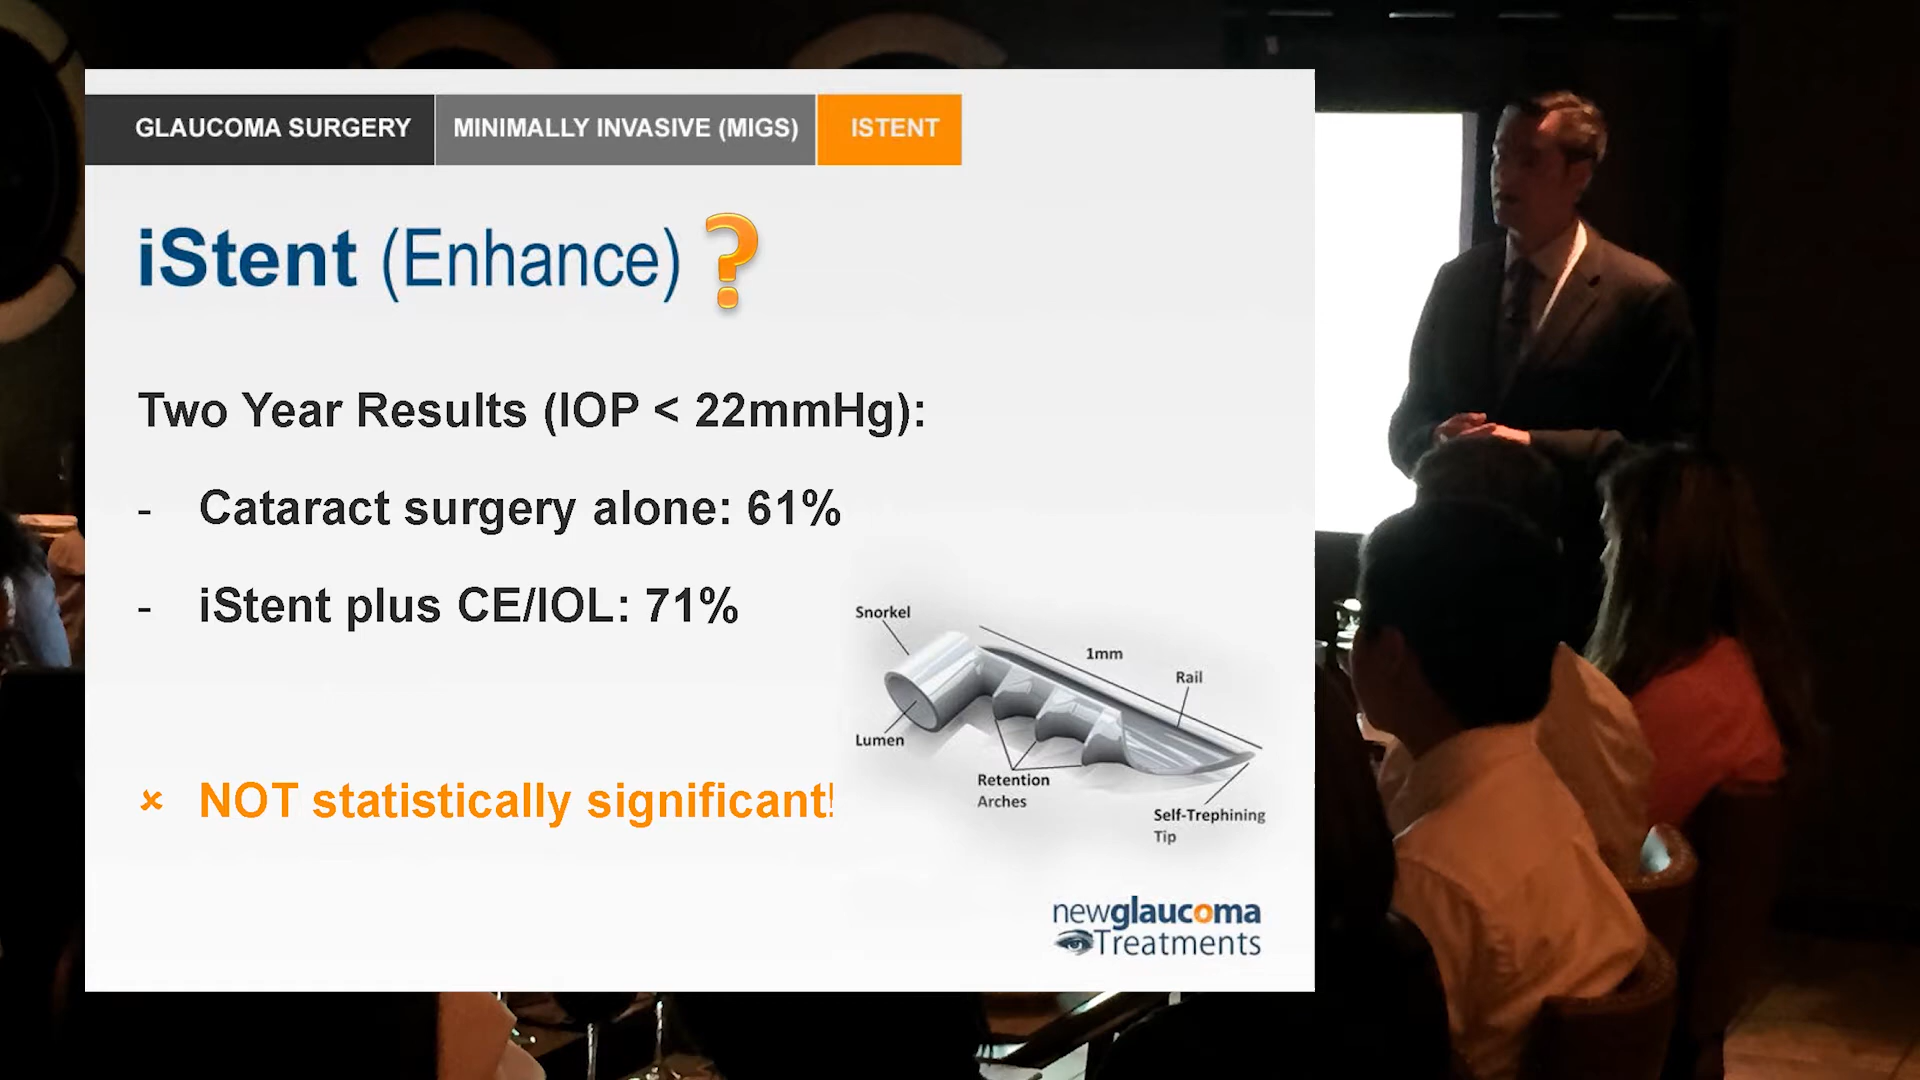 GLAUCOMA SURGERY MINIMALLY INVASIVE (MIGS) ISTENT
iStent (Enhance) ?
Two Year Results (IOP < 22mmHg):
- Cataract surgery alone: 61%
- iStent plus CE/IOL: 71%
× NOT statistically significant!
Snorkel
1mm
Rail
Lumen
Retention
Arches
Self-Trephining
Tip
newglaucoma
Treatments